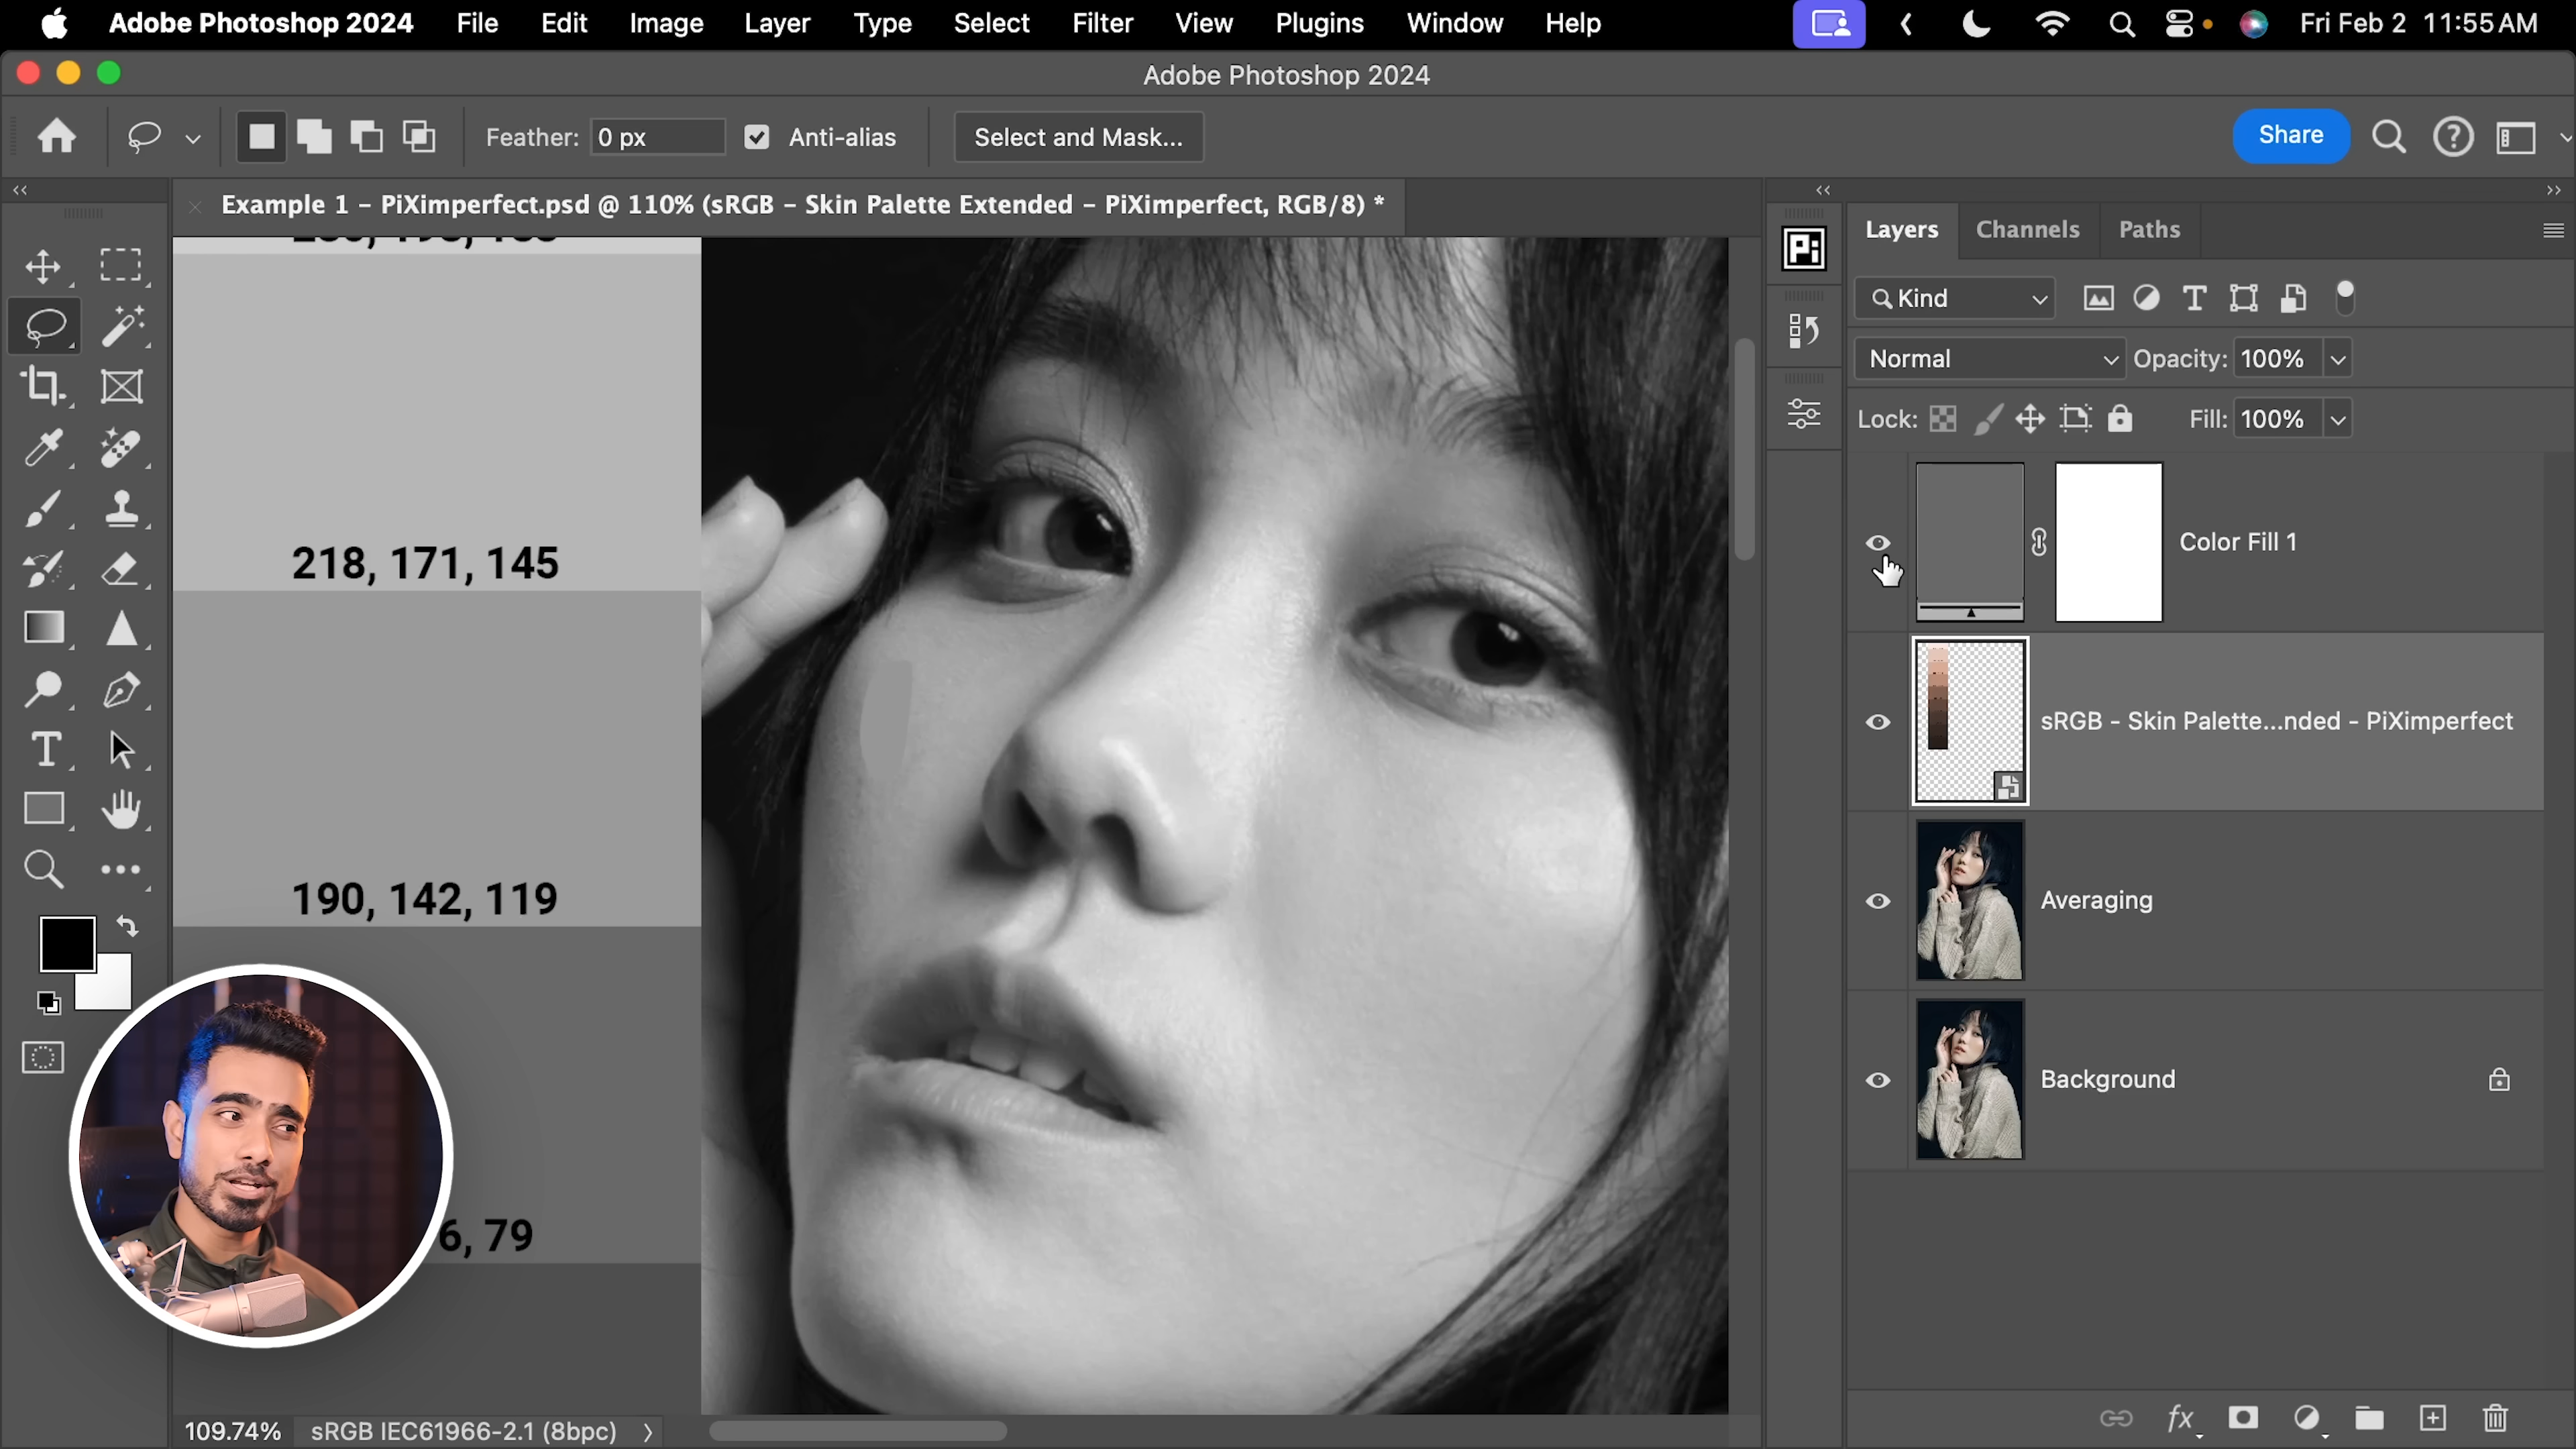 Adobe Photoshop 2024 File Edit Image Layer Type Select Filter View Plugins Window Help Fri Feb 2 11:55 AM
Adobe Photoshop 2024
Feather: 0 px Anti-alias Select and Mask... Share
Example 1 - PiXimperfect.psd @ 110% (sRGB - Skin Palette Extended - PiXimperfect, RGB/8) *
Layers Channels Paths
Pi
Kind
Normal Opacity: 100%
Lock: Fill: 100%
Color Fill 1
218, 171, 145
sRGB - Skin Palette...nded - PiXimperfect
190, 142, 119
Averaging
Background
6, 79
109.74% sRGB IEC61966-2.1 (8bpc)
fx